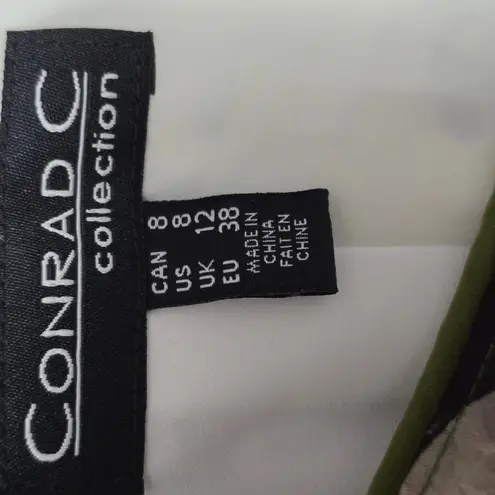 CONRAD C
collection
CAN 8
US 8
UK 12
EU 38
MADE IN
CHINA
FAIT EN
CHINE